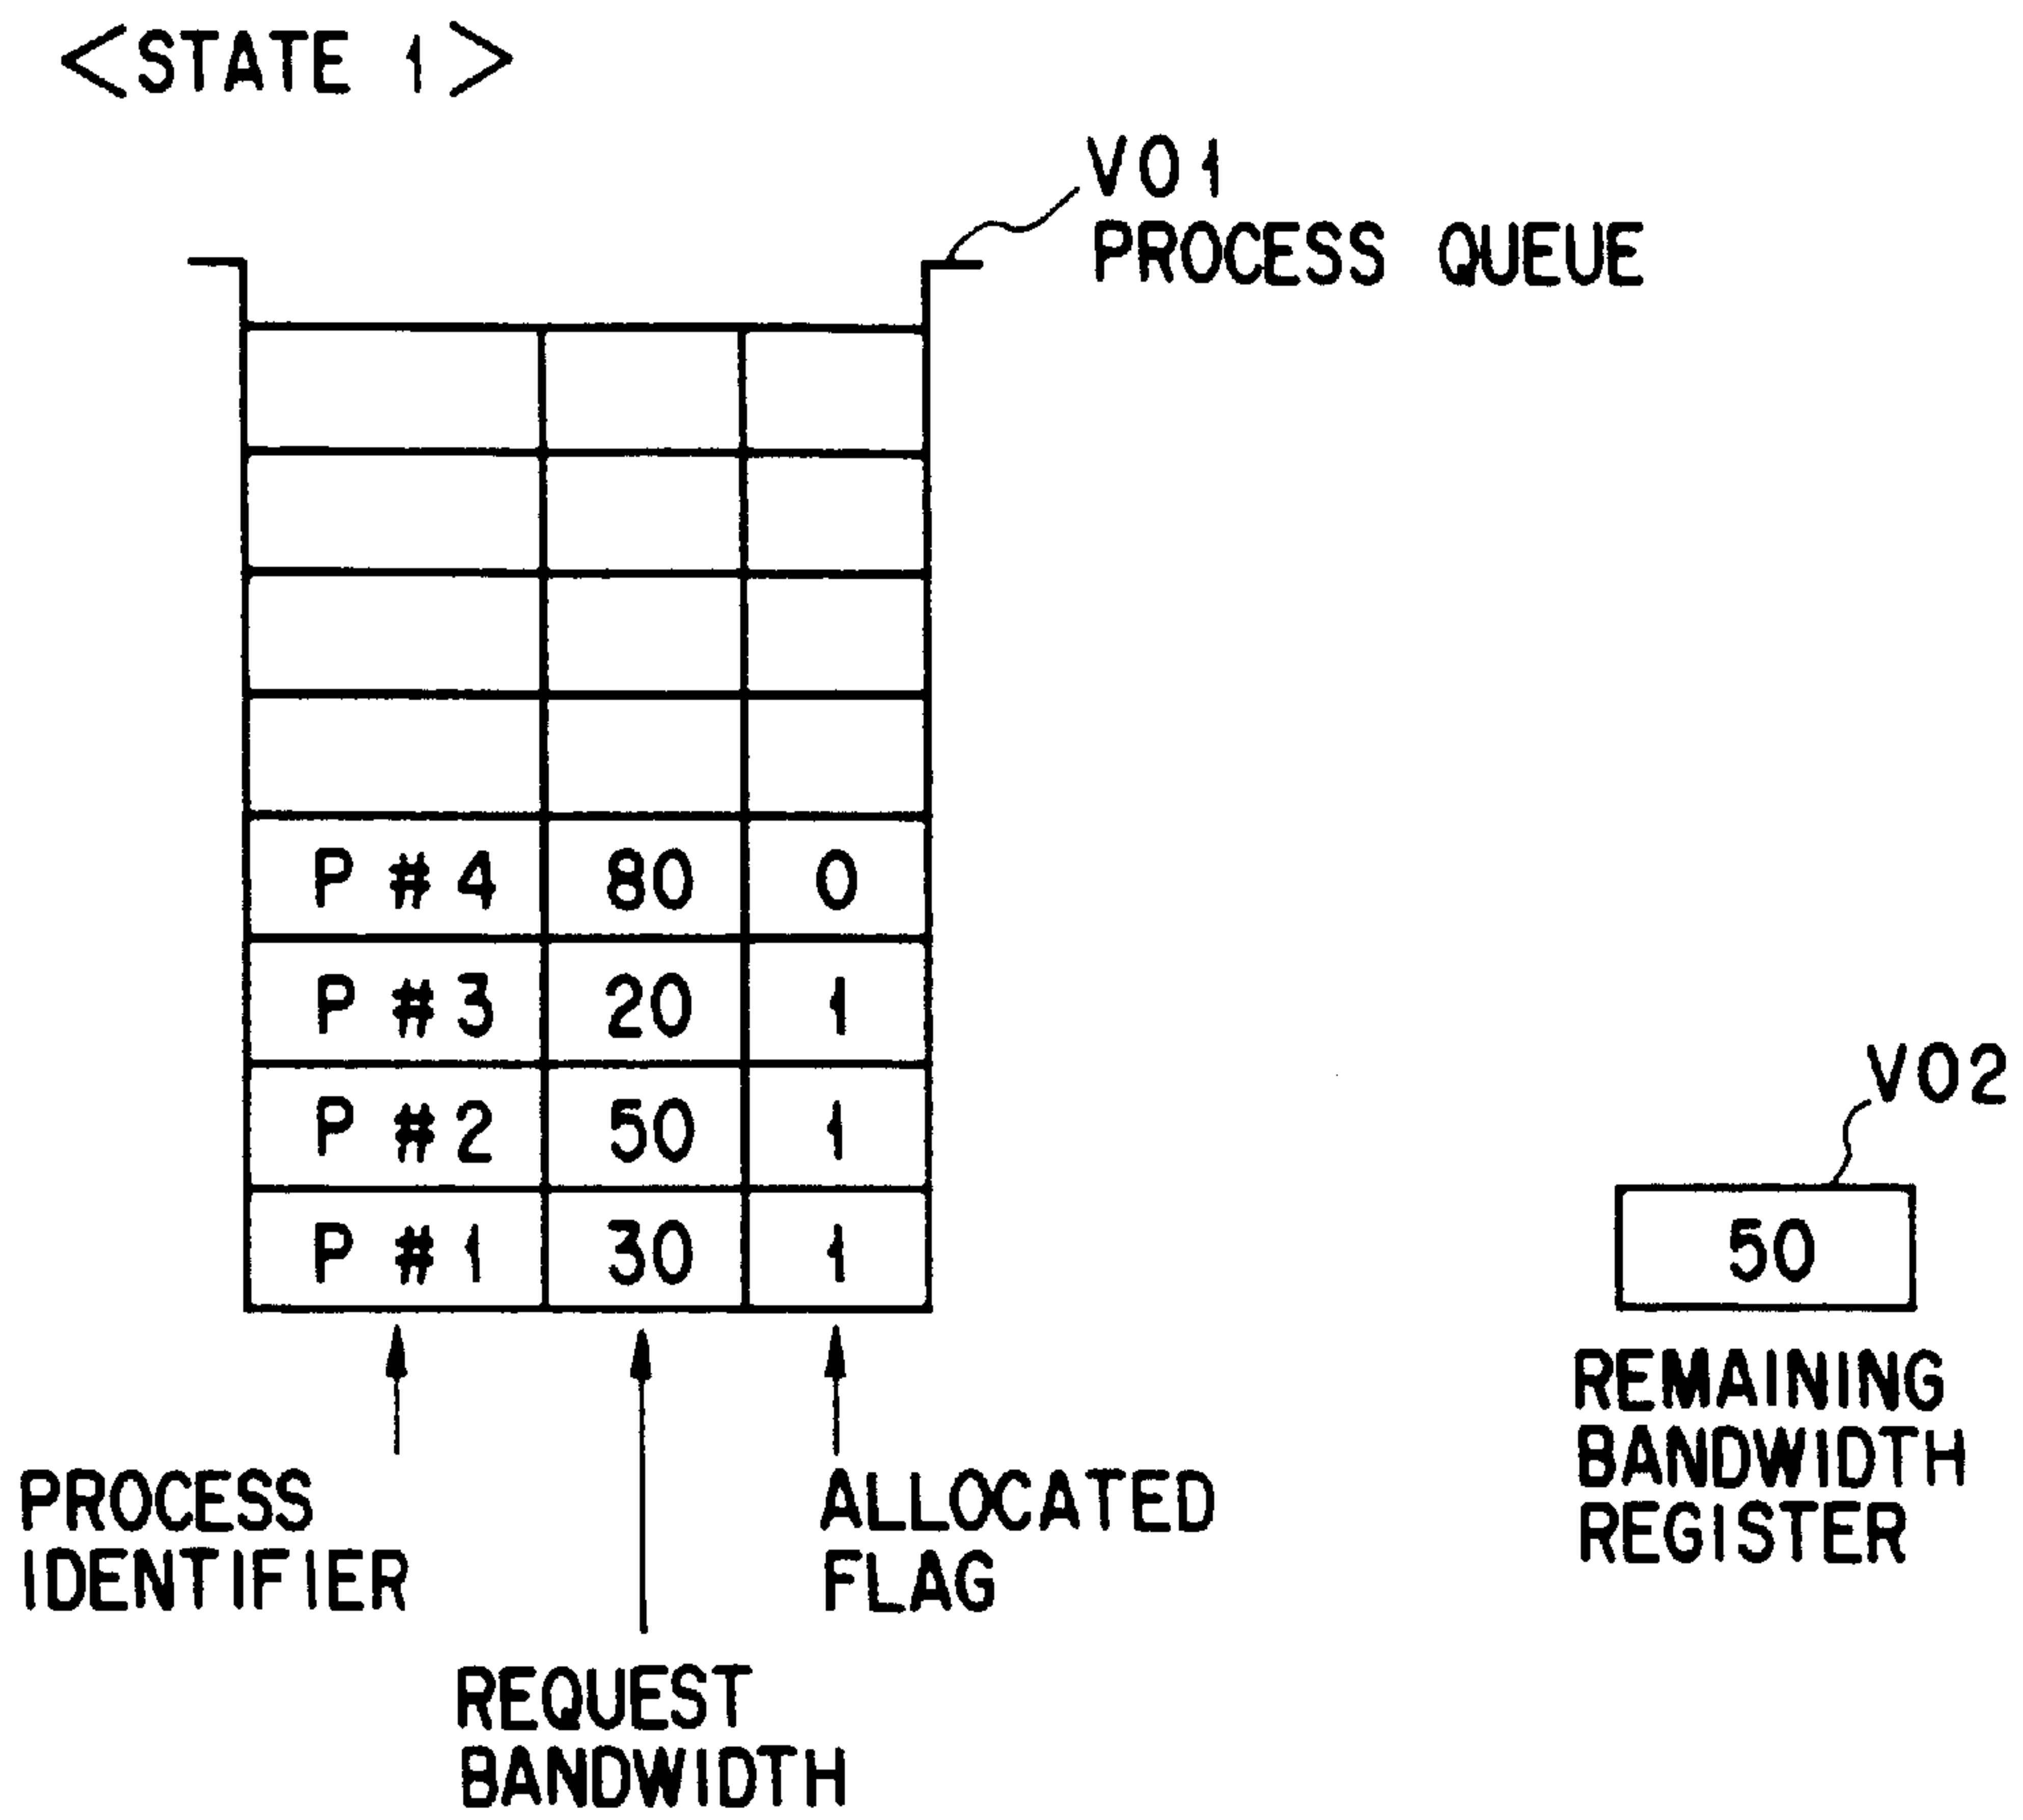 <STATE 1>
V01
PROCESS QUEUE
P #4 80 0
P #3 20 1
P #2 50 1
P #1 30 1
V02
50
REMAINING
BANDWIDTH
REGISTER
PROCESS
IDENTIFIER
ALLOCATED
FLAG
REQUEST
BANDWIDTH